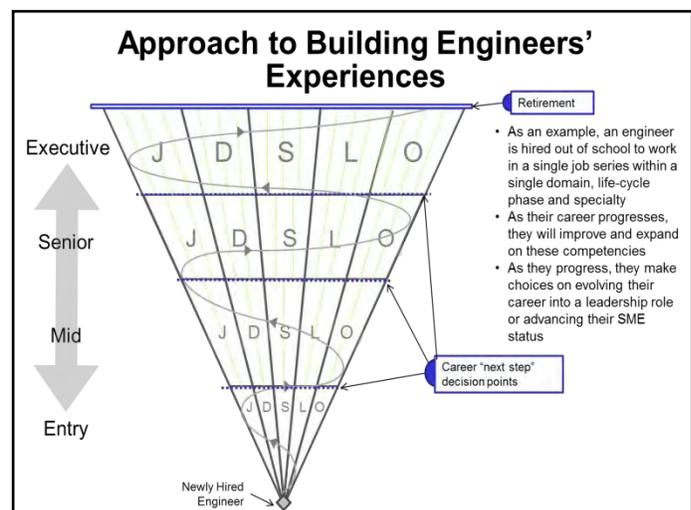 Approach to Building Engineers'
Experiences
Retirement
Executive
J D S L O
• As an example, an engineer
is hired out of school to work
in a single job series within a
single domain, life-cycle
phase and specialty
• As their career progresses,
they will improve and expand
on these competencies
• As they progress, they make
choices on evolving their
career into a leadership role
or advancing their SME
status
Senior
J D S L O
Mid
J D S L O
Career "next step"
decision points
J D S L O
Entry
Newly Hired
Engineer